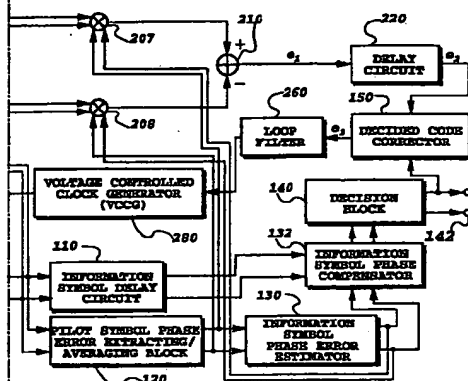 207
210
+
−
e1
220
DELAY
CIRCUIT
e2
150
208
260
LOOP
FILTER
e3
DECIDED CODE
CORRECTOR
VOLTAGE CONTROLLED
CLOCK GENERATOR
(VCCG)
280
140
DECISION
BLOCK
142
132
110
INFORMATION
SYMBOL DELAY
CIRCUIT
INFORMATION
SYMBOL PHASE
COMPENSATOR
130
PILOT SYMBOL PHASE
ERROR EXTRACTING/
AVERAGING BLOCK
INFORMATION
SYMBOL
PHASE ERROR
ESTIMATOR
120